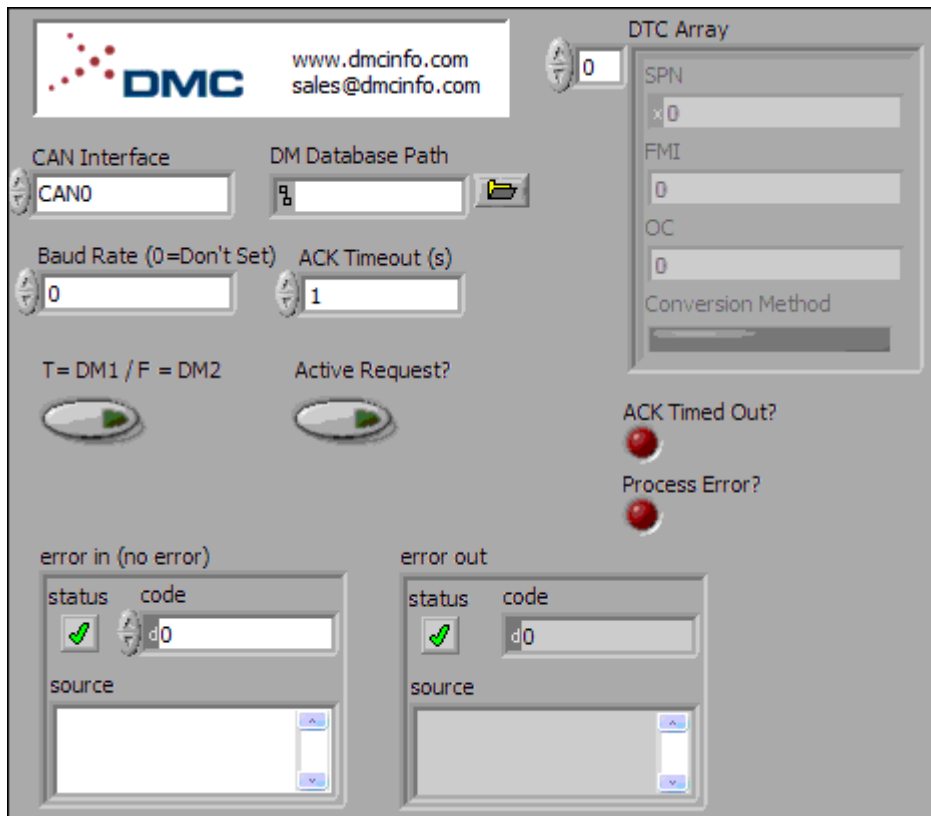 DMC
www.dmcinfo.com
sales@dmcinfo.com
DTC Array
0
SPN
x 0
FMI
0
OC
0
Conversion Method
CAN Interface
CAN0
DM Database Path
Baud Rate (0=Don't Set)
0
ACK Timeout (s)
1
T= DM1 / F = DM2
Active Request?
ACK Timed Out?
Process Error?
error in (no error)
status
code
d0
source
error out
status
code
d0
source